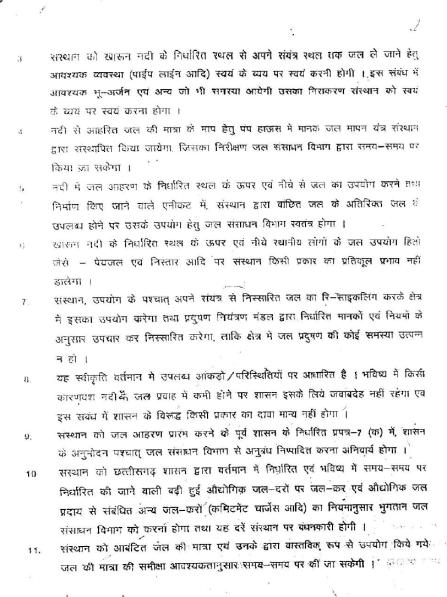 3 संस्थान को खारून नदी के निर्धारित स्थल से अपने संयंत्र स्थल तक जल ले जाने हेतु
आवश्यक व्यवस्था (पाईप लाईन आदि) स्वयं के व्यय पर स्वयं करनी होगी । इस संबंध में
आवश्यक भू-अर्जन एवं अन्य जो भी समस्या आयेगी उसका निराकरण संस्थान को स्वयं
के व्यय पर स्वयं करना होगा ।
4 नदी से आहरित जल की मात्रा के माप हेतु पंप हाऊस में मानक जल मापन यंत्र संस्थान
द्वारा संस्थापित किया जायेगा, जिसका निरीक्षण जल संसाधन विभाग द्वारा समय-समय पर
किया जा सकेगा ।
5 नदी में जल आहरण के निर्धारित स्थल के ऊपर एवं नीचे से जल का उपयोग करने तथा
निर्माण किए जाने वाले एनीकट में, संस्थान द्वारा वांछित जल के अतिरिक्त जल के
उपलब्ध होने पर उसके उपयोग हेतु जल संसाधन विभाग स्वतंत्र होगा ।
6 खारून नदी के निर्धारित स्थल के ऊपर एवं नीचे स्थानीय लोगों के जल उपयोग हितों
जैसे - पेयजल एवं निस्तार आदि पर संस्थान किसी प्रकार का प्रतिकूल प्रभाव नहीं
डालेगा ।
7. संस्थान, उपयोग के पश्चात् अपने संयंत्र से निस्सारित जल का रि-साइकलिंग करके क्षेत्र
में इसका उपयोग करेगा तथा प्रदुषण नियंत्रण मंडल द्वारा निर्धारित मानकों एवं नियमों के
अनुसार उपचार कर निस्सारित करेगा, ताकि क्षेत्र में जल प्रदुषण की कोई समस्या उत्पन्न
न हो ।
8. यह स्वीकृति वर्तमान में उपलब्ध आंकड़ो/परिस्थितियों पर आधारित है । भविष्य में किसी
कारणवश नदी के जल प्रवाह में कमी होने पर शासन इसके लिये जवाबदेह नहीं रहेगा एवं
इस संबंध में शासन के विरूद्ध किसी प्रकार का दावा मान्य नहीं होगा ।
9. संस्थान को जल आहरण प्रारंभ करने के पूर्व शासन के निर्धारित प्रपत्र-7 (क) में, शासन
के अनुमोदन पश्चात् जल संसाधन विभाग से अनुबंध निष्पादित करना अनिवार्य होगा ।
10 संस्थान को छत्तीसगढ़ शासन द्वारा वर्तमान में निर्धारित एवं भविष्य में समय-समय पर
निर्धारित की जाने वाली बढ़ी हुई औद्योगिक जल-दरों पर जल-कर एवं औद्योगिक जल
प्रदाय से संबंधित अन्य जल-करों (कमिटमेंट चार्जेस आदि) का नियमानुसार भुगतान जल
संसाधन विभाग को करना होगा तथा यह दरें संस्थान पर बंधनकारी होगी ।
11. संस्थान को आबंटित जल की मात्रा एवं उनके द्वारा वास्तविक रूप से उपयोग किये गये
जल की मात्रा की समीक्षा आवश्यकतानुसार समय-समय पर की जा सकेगी ।